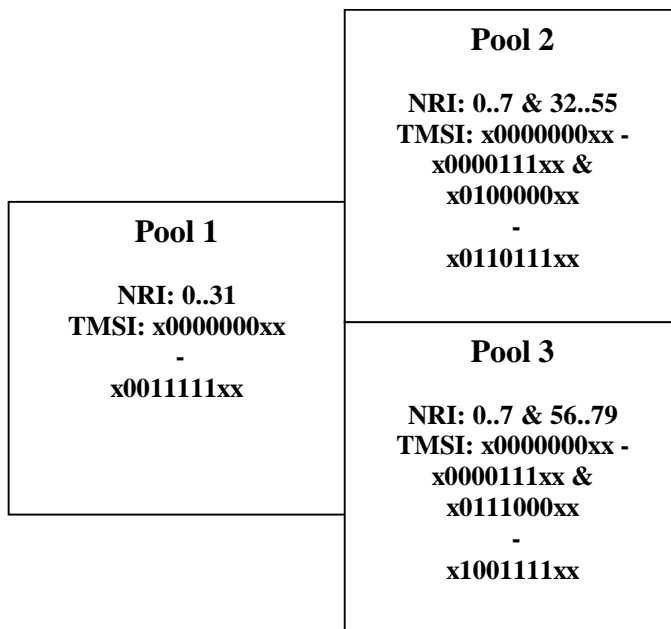 Pool 2
NRI: 0..7 & 32..55
TMSI: x0000000xx -
x0000111xx &
x0100000xx
-
x0110111xx
Pool 1
NRI: 0..31
TMSI: x0000000xx
-
x0011111xx
Pool 3
NRI: 0..7 & 56..79
TMSI: x0000000xx -
x0000111xx &
x0111000xx
-
x1001111xx